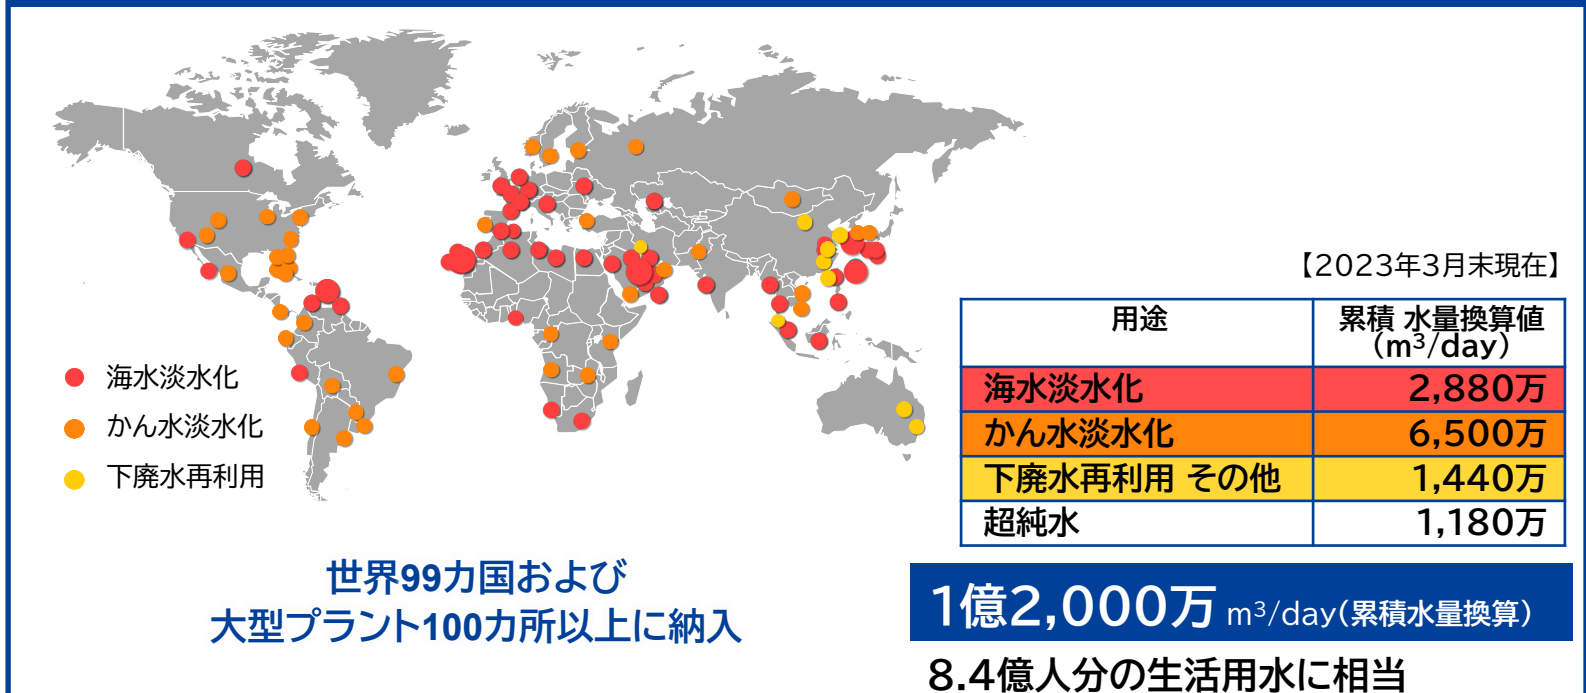 海水淡水化
かん水淡水化
下廃水再利用
世界99カ国および
大型プラント100カ所以上に納入
【2023年3月末現在】
用途 累積 水量換算値
(m³/day)
海水淡水化 2,880万
かん水淡水化 6,500万
下廃水再利用 その他 1,440万
超純水 1,180万
1億2,000万 m³/day(累積水量換算)
8.4億人分の生活用水に相当